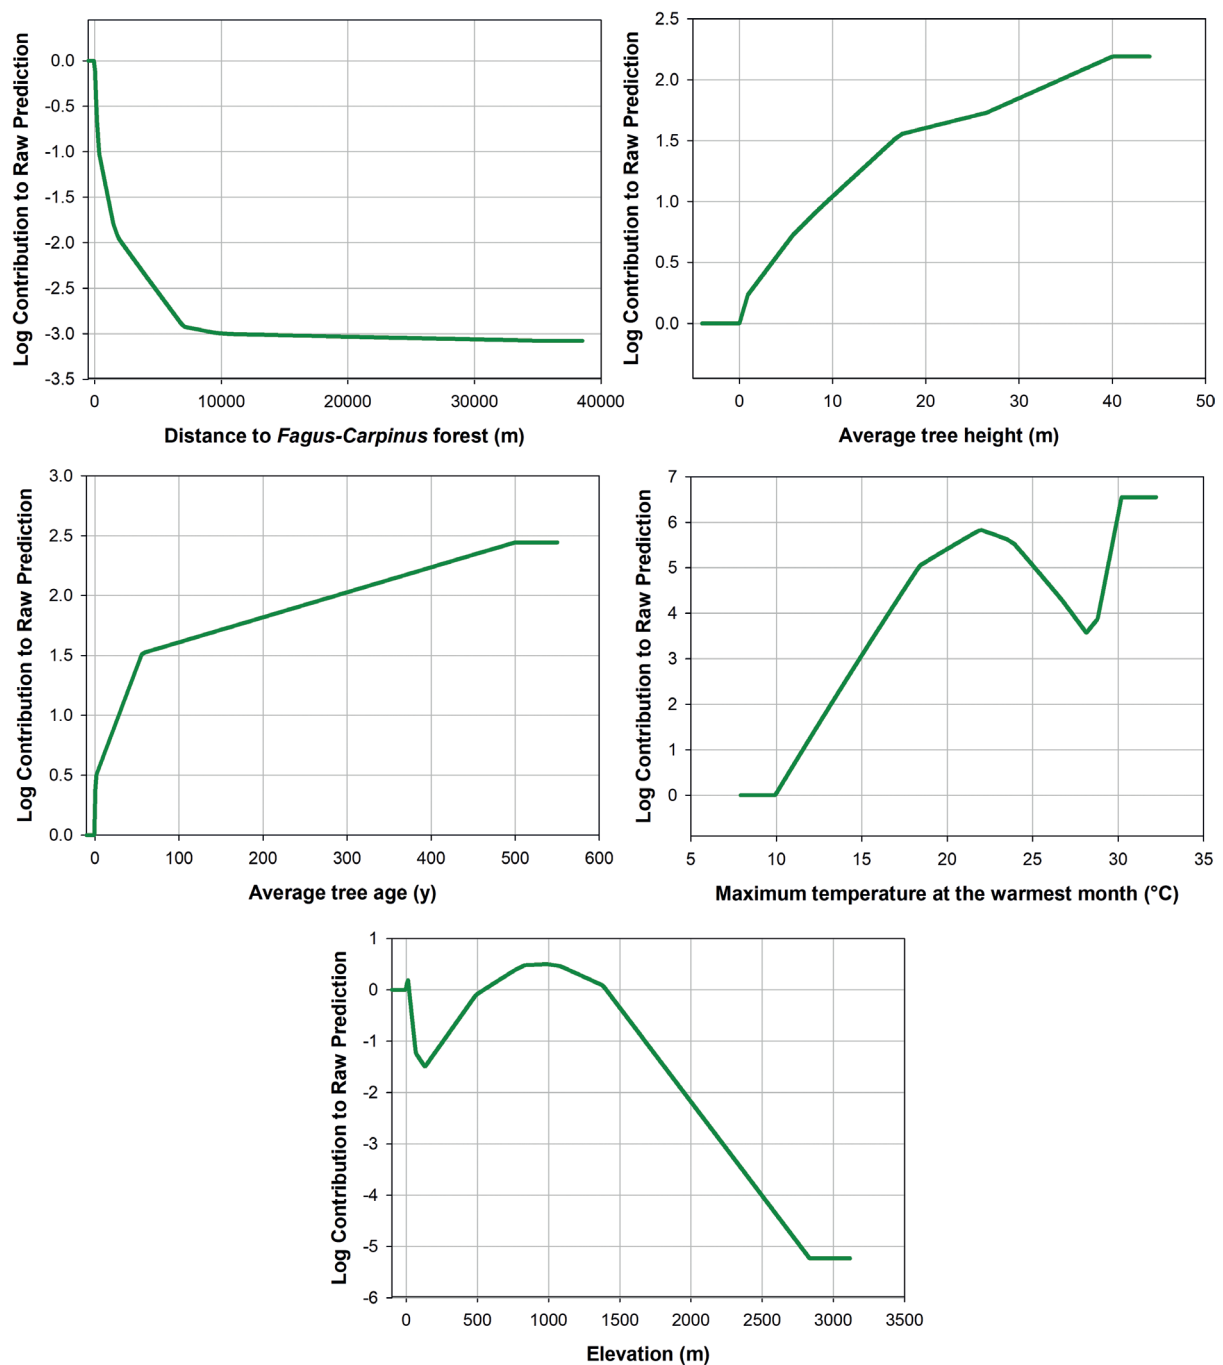 Log Contribution to Raw Prediction
0.0
-0.5
-1.0
-1.5
-2.0
-2.5
-3.0
-3.5
0 10000 20000 30000 40000
Distance to Fagus-Carpinus forest (m)
Log Contribution to Raw Prediction
2.5
2.0
1.5
1.0
0.5
0.0
0 10 20 30 40 50
Average tree height (m)
Log Contribution to Raw Prediction
3.0
2.5
2.0
1.5
1.0
0.5
0.0
0 100 200 300 400 500 600
Average tree age (y)
Log Contribution to Raw Prediction
7
6
5
4
3
2
1
0
5 10 15 20 25 30 35
Maximum temperature at the warmest month (°C)
Log Contribution to Raw Prediction
1
0
-1
-2
-3
-4
-5
-6
0 500 1000 1500 2000 2500 3000 3500
Elevation (m)